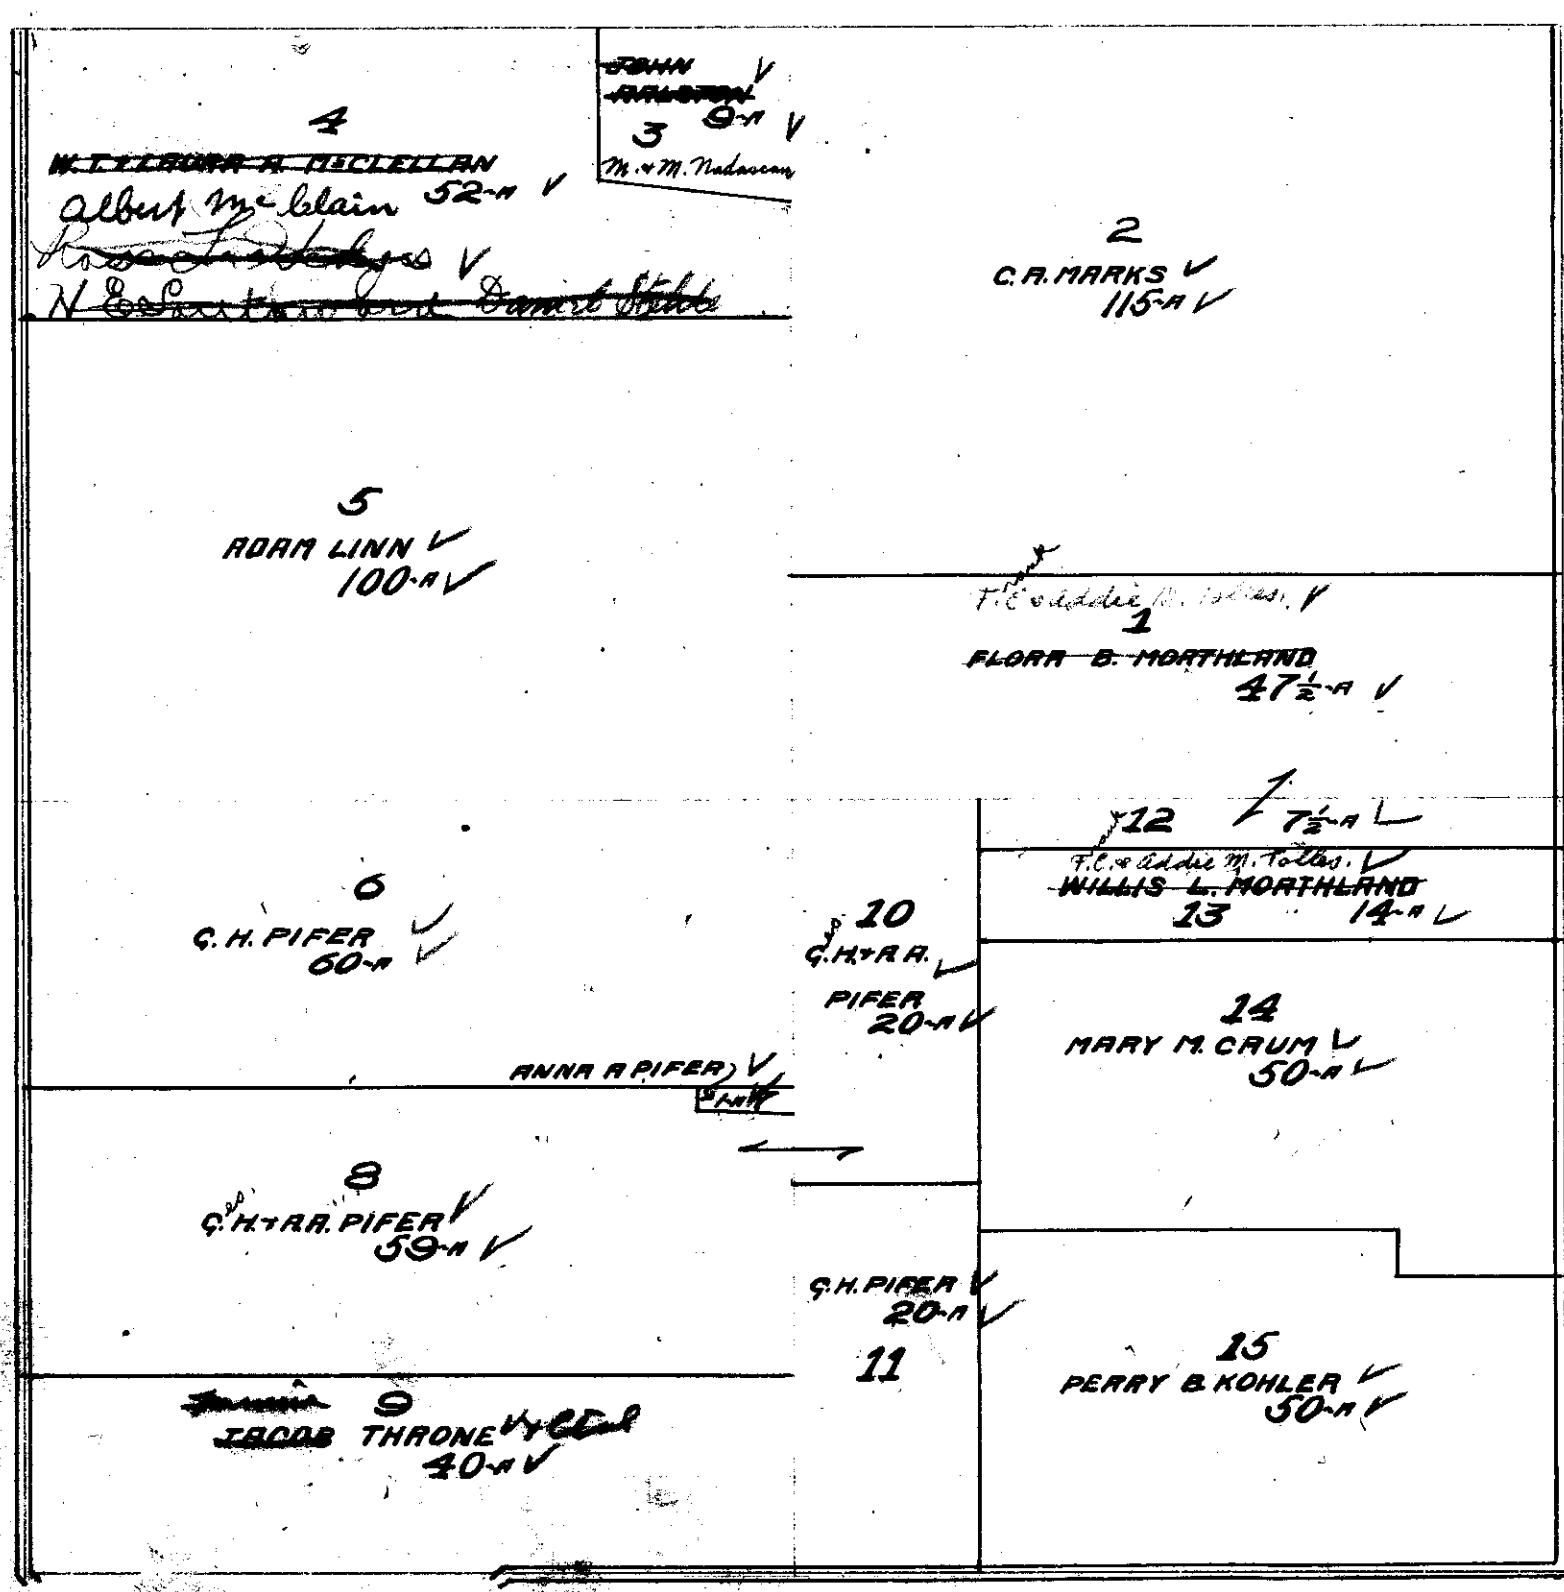 4
W. T. & LAURA A. McCLELLAN
52-A ✓
Albert McClain
✓
N E Daniel
JOHN ✓
RALSTON
9-A ✓
3
M. & M. Nadascan
2
C. A. MARKS ✓
115-A ✓
5
ADAM LINN ✓
100-A ✓
F. C. & Addie M. Tolles. ✓
1
FLORA B. MORTHLAND
47½-A ✓
12 7½-A ✓
F. C. & Addie M. Tolles. ✓
WILLIS L. MORTHLAND
13 14-A ✓
6
G. H. PIFER ✓
60-A ✓
10
G. H. & A. A. ✓
PIFER
20-A ✓
14
MARY M. CRUM ✓
50-A ✓
ANNA A PIFER ✓
8
G. H. & A. A. PIFER ✓
59-A ✓
G. H. PIFER ✓
20-A ✓
11
15
PERRY B. KOHLER ✓
50-A ✓
9
JACOB THRONE ✓
40-A ✓